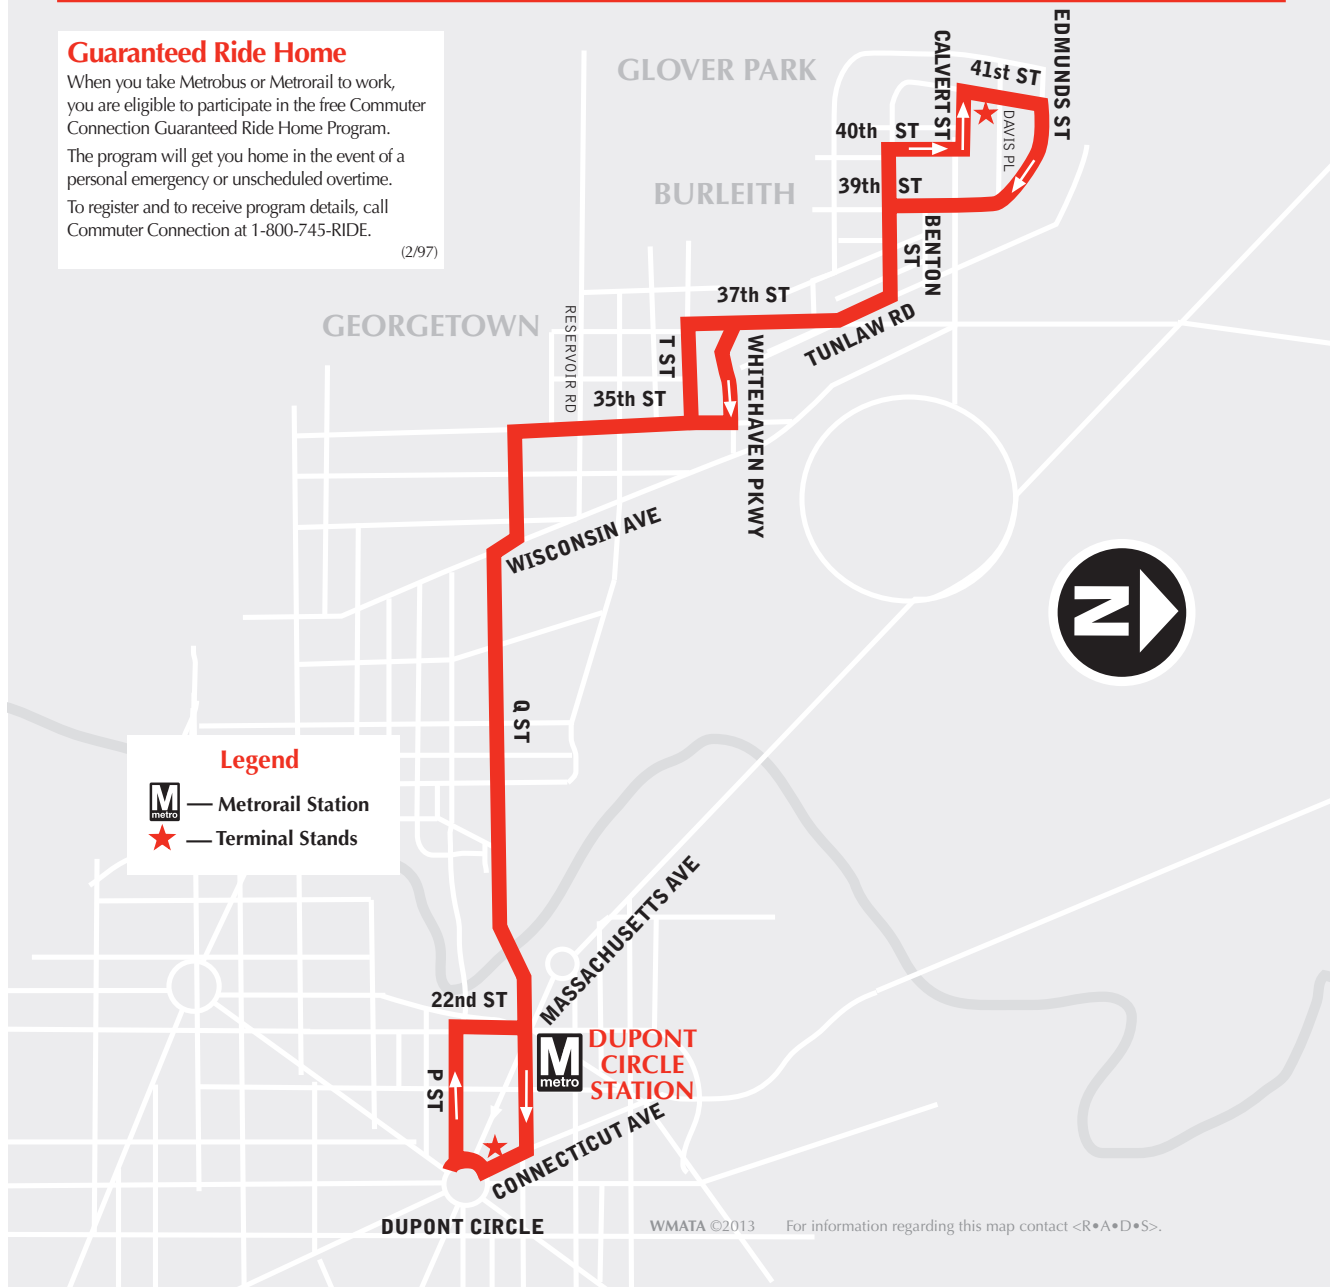 Guaranteed Ride Home
When you take Metrobus or Metrorail to work,
you are eligible to participate in the free Commuter
Connection Guaranteed Ride Home Program.
The program will get you home in the event of a
personal emergency or unscheduled overtime.
To register and to receive program details, call
Commuter Connection at 1-800-745-RIDE.
(2/97)
GLOVER PARK
CALVERT ST
41st ST
EDMUNDS ST
DAVIS PL
40th ST
BURLEITH
39th ST
BENTON
ST
37th ST
GEORGETOWN
RESERVOIR RD
T ST
WHITEHAVEN PKWY
TUNLAW RD
35th ST
WISCONSIN AVE
N
Q ST
Legend
M
metro
Metrorail Station
Terminal Stands
MASSACHUSETTS AVE
22nd ST
M
metro
DUPONT
CIRCLE
STATION
P ST
CONNECTICUT AVE
DUPONT CIRCLE
WMATA ©2013 For information regarding this map contact <R•A•D•S>.